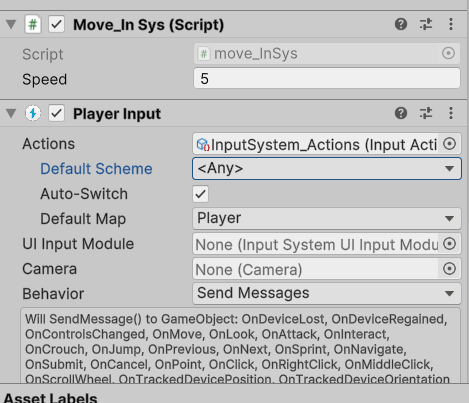 Move_In Sys (Script)
Script move_InSys
Speed 5
Player Input
Actions InputSystem_Actions (Input Acti
Default Scheme <Any>
Auto-Switch
Default Map Player
UI Input Module None (Input System UI Input Modu
Camera None (Camera)
Behavior Send Messages
Will SendMessage() to GameObject: OnDeviceLost, OnDeviceRegained,
OnControlsChanged, OnMove, OnLook, OnAttack, OnInteract,
OnCrouch, OnJump, OnPrevious, OnNext, OnSprint, OnNavigate,
OnSubmit, OnCancel, OnPoint, OnClick, OnRightClick, OnMiddleClick,
OnScrollWheel, OnTrackedDevicePosition, OnTrackedDeviceOrientation
Asset Labels